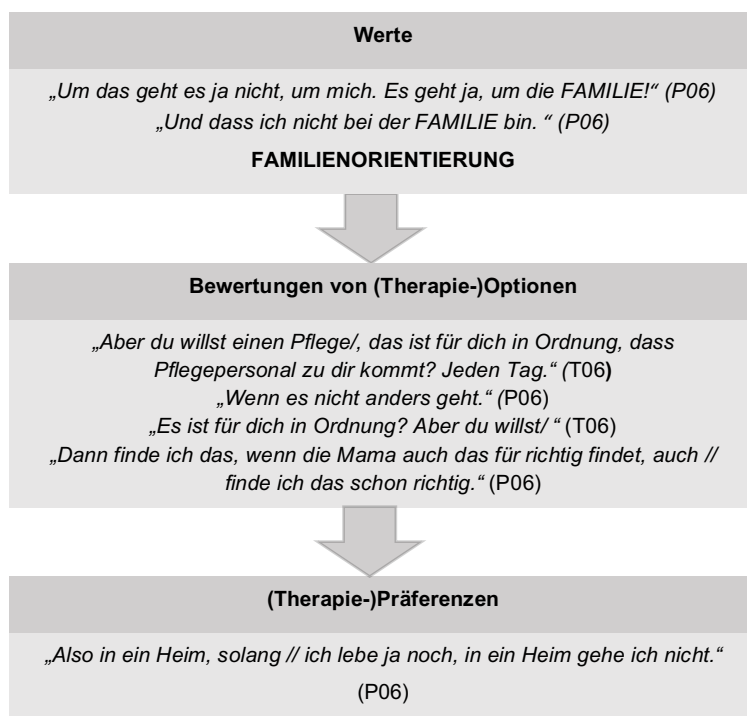 Werte
„Um das geht es ja nicht, um mich. Es geht ja, um die FAMILIE!“ (P06)
„Und dass ich nicht bei der FAMILIE bin. “ (P06)
FAMILIENORIENTIERUNG
Bewertungen von (Therapie-)Optionen
„Aber du willst einen Pflege/, das ist für dich in Ordnung, dass
Pflegepersonal zu dir kommt? Jeden Tag.“ (T06)
„Wenn es nicht anders geht.“ (P06)
„Es ist für dich in Ordnung? Aber du willst/ “ (T06)
„Dann finde ich das, wenn die Mama auch das für richtig findet, auch //
finde ich das schon richtig.“ (P06)
(Therapie-)Präferenzen
„Also in ein Heim, solang // ich lebe ja noch, in ein Heim gehe ich nicht.“
(P06)